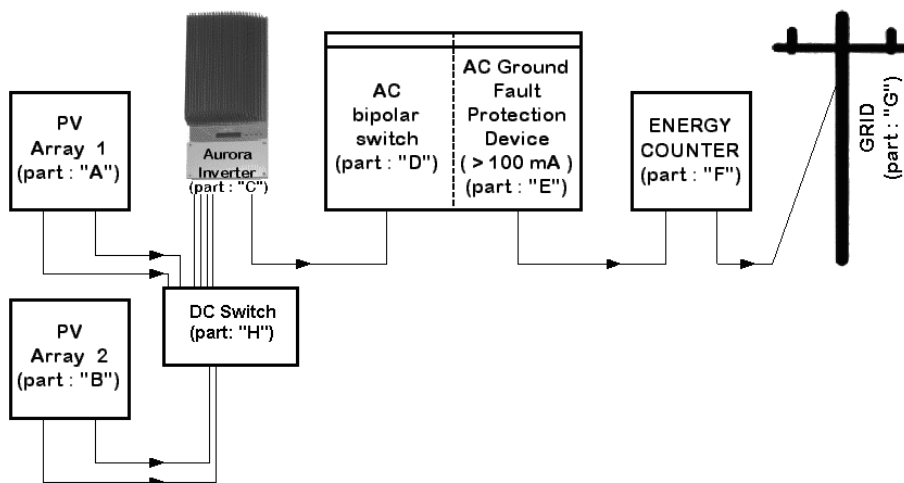 PV
Array 1
(part : "A")
PV
Array 2
(part : "B")
Aurora
Inverter
(part : "C")
DC Switch
(part: "H")
AC
bipolar
switch
(part : "D")
AC Ground
Fault
Protection
Device
( > 100 mA )
(part : "E")
ENERGY
COUNTER
(part : "F")
GRID
(part : "G")